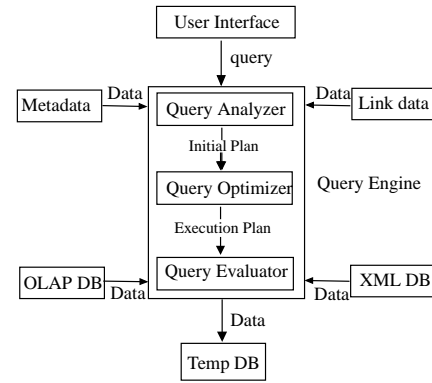 User Interface
query
Data
Data
Metadata
Query Analyzer
Link data
Initial Plan
Query Optimizer
Query Engine
Execution Plan
OLAP DB
Query Evaluator
XML DB
Data
Data
Data
Temp DB